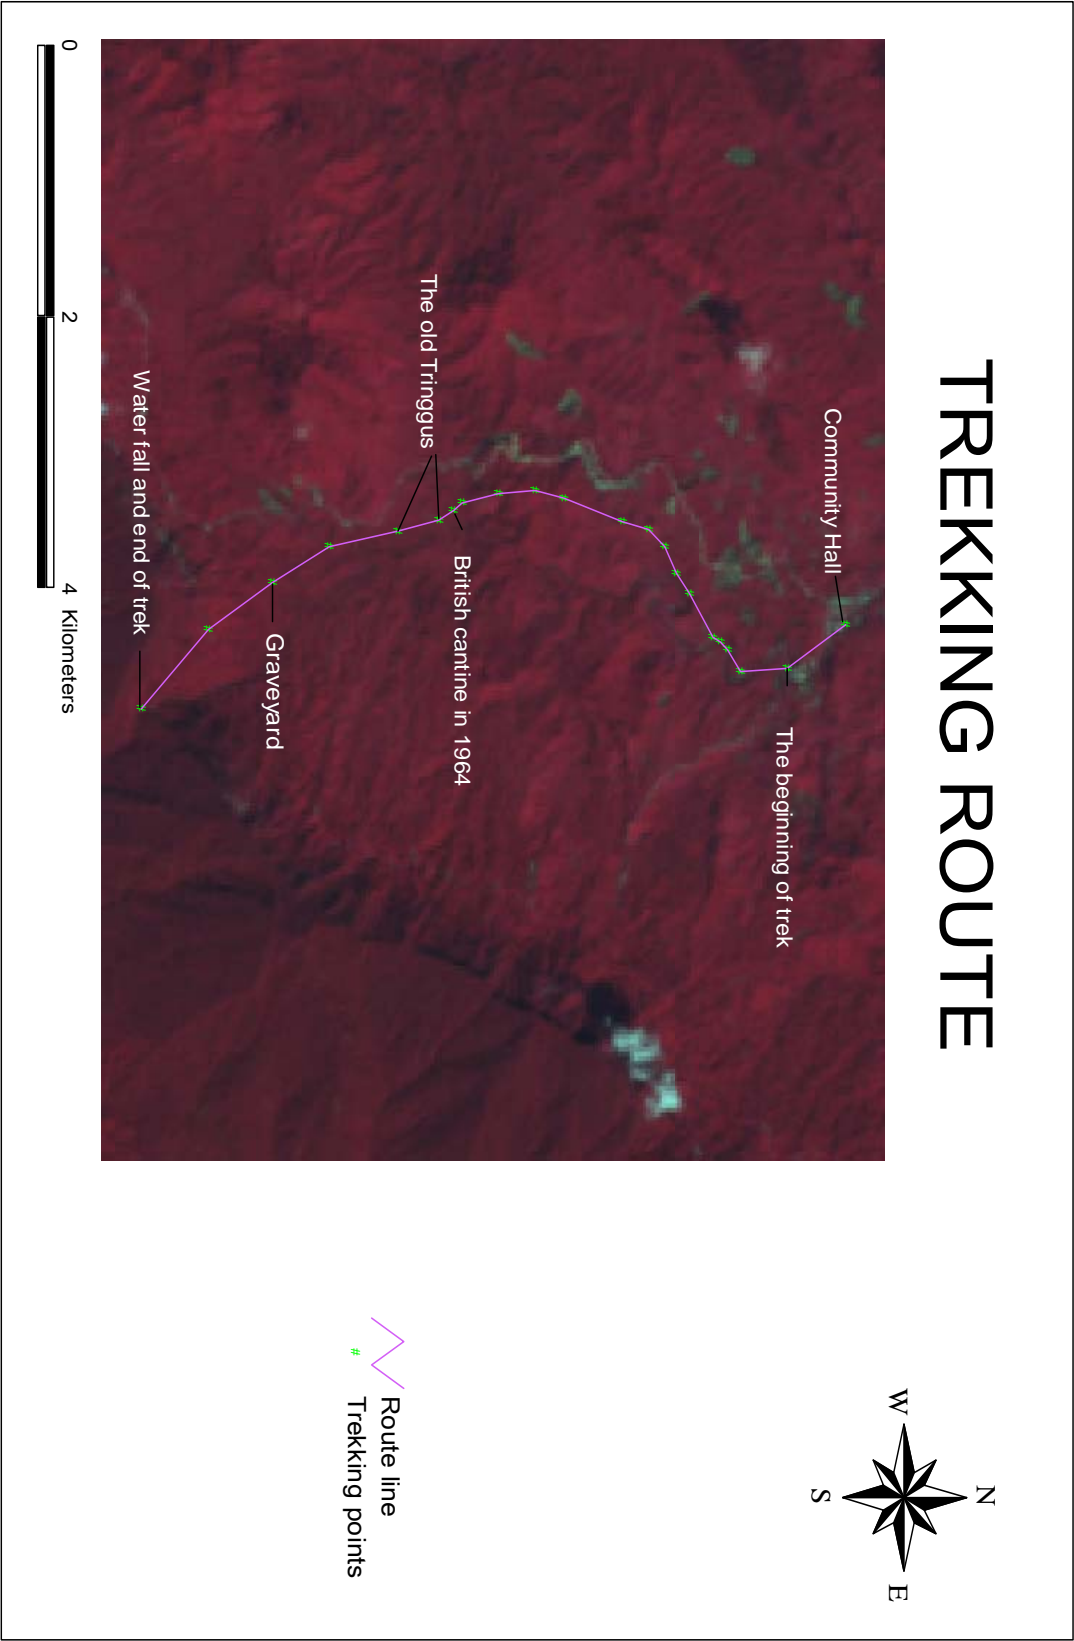 TREKKING ROUTE
N
W
E
S
Community Hall
The beginning of trek
The old Tringgus
British cantine in 1964
Graveyard
Water fall and end of trek
Route line
# Trekking points
0 2 4 Kilometers